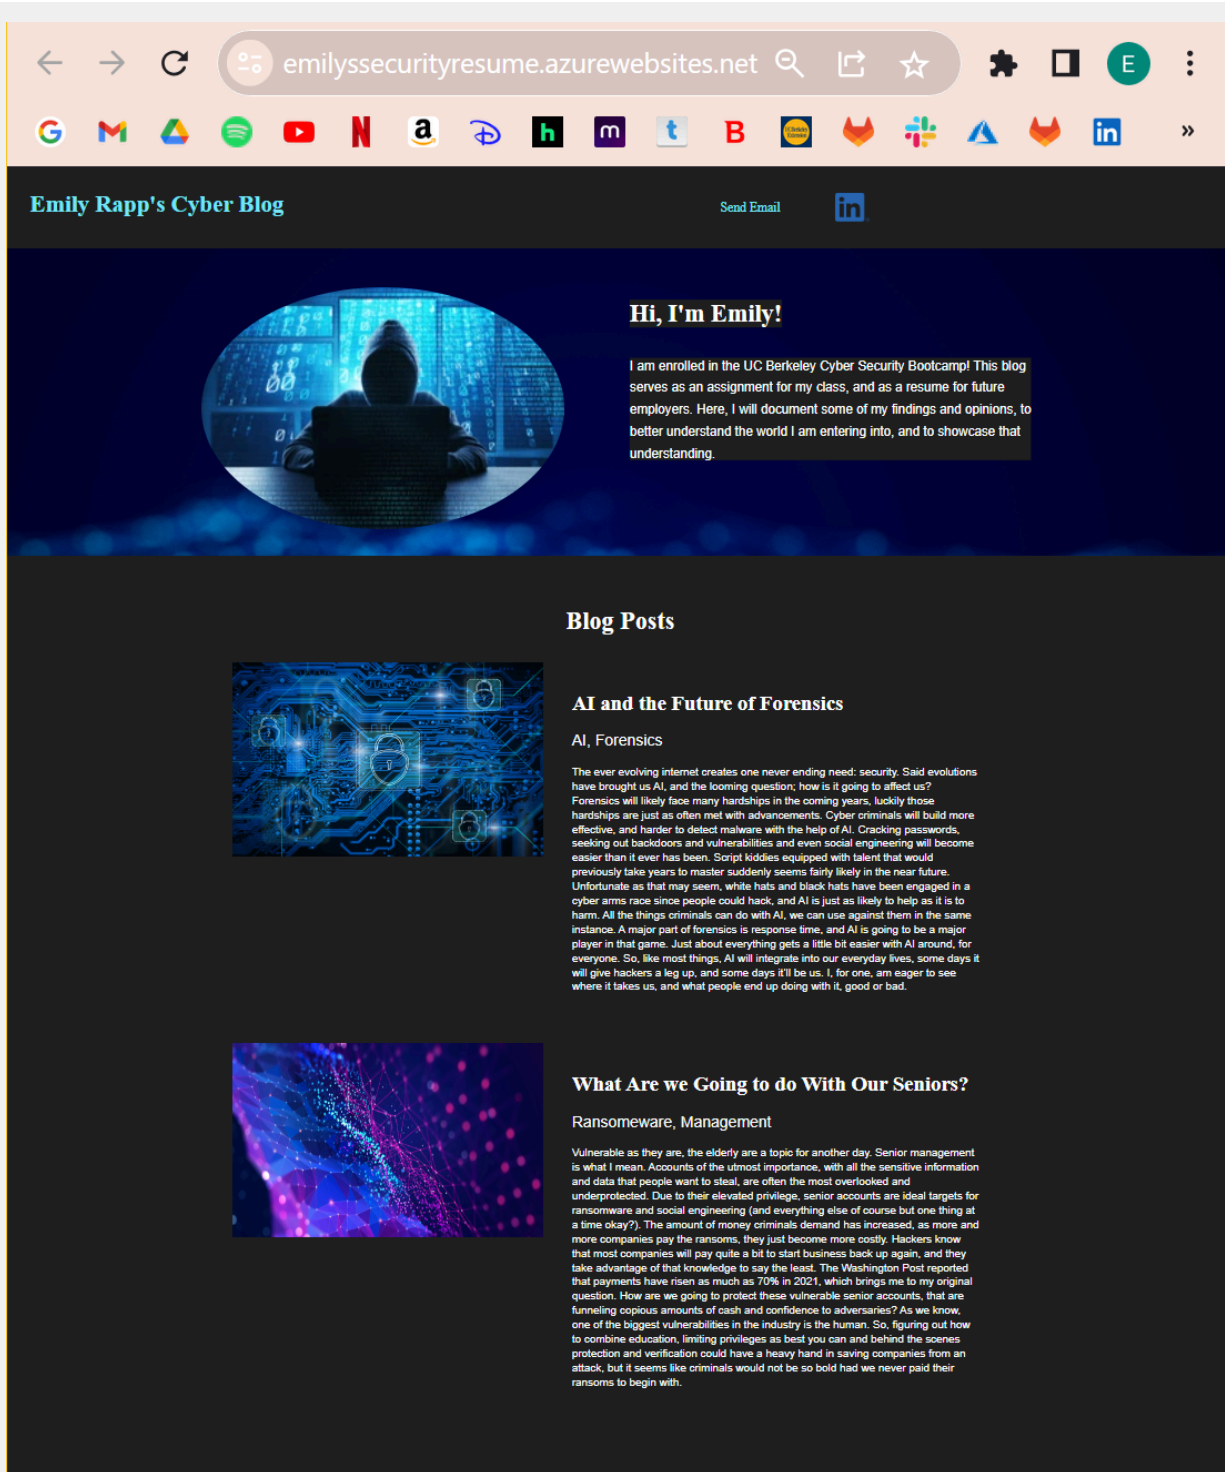 emilyssecurityresume.azurewebsites.net
E
Emily Rapp's Cyber Blog
Send Email
in
Hi, I'm Emily!
I am enrolled in the UC Berkeley Cyber Security Bootcamp! This blog
serves as an assignment for my class, and as a resume for future
employers. Here, I will document some of my findings and opinions, to
better understand the world I am entering into, and to showcase that
understanding.
Blog Posts
AI and the Future of Forensics
AI, Forensics
The ever evolving internet creates one never ending need: security. Said evolutions
have brought us AI, and the looming question; how is it going to affect us?
Forensics will likely face many hardships in the coming years, luckily those
hardships are just as often met with advancements. Cyber criminals will build more
effective, and harder to detect malware with the help of AI. Cracking passwords,
seeking out backdoors and vulnerabilities and even social engineering will become
easier than it ever has been. Script kiddies equipped with talent that would
previously take years to master suddenly seems fairly likely in the near future.
Unfortunate as that may seem, white hats and black hats have been engaged in a
cyber arms race since people could hack, and AI is just as likely to help as it is to
harm. All the things criminals can do with AI, we can use against them in the same
instance. A major part of forensics is response time, and AI is going to be a major
player in that game. Just about everything gets a little bit easier with AI around, for
everyone. So, like most things, AI will integrate into our everyday lives, some days it
will give hackers a leg up, and some days it'll be us. I, for one, am eager to see
where it takes us, and what people end up doing with it, good or bad.
What Are we Going to do With Our Seniors?
Ransomeware, Management
Vulnerable as they are, the elderly are a topic for another day. Senior management
is what I mean. Accounts of the utmost importance, with all the sensitive information
and data that people want to steal, are often the most overlooked and
underprotected. Due to their elevated privilege, senior accounts are ideal targets for
ransomware and social engineering (and everything else of course but one thing at
a time okay?). The amount of money criminals demand has increased, as more and
more companies pay the ransoms, they just become more costly. Hackers know
that most companies will pay quite a bit to start business back up again, and they
take advantage of that knowledge to say the least. The Washington Post reported
that payments have risen as much as 70% in 2021, which brings me to my original
question. How are we going to protect these vulnerable senior accounts, that are
funneling copious amounts of cash and confidence to adversaries? As we know,
one of the biggest vulnerabilities in the industry is the human. So, figuring out how
to combine education, limiting privileges as best you can and behind the scenes
protection and verification could have a heavy hand in saving companies from an
attack, but it seems like criminals would not be so bold had we never paid their
ransoms to begin with.